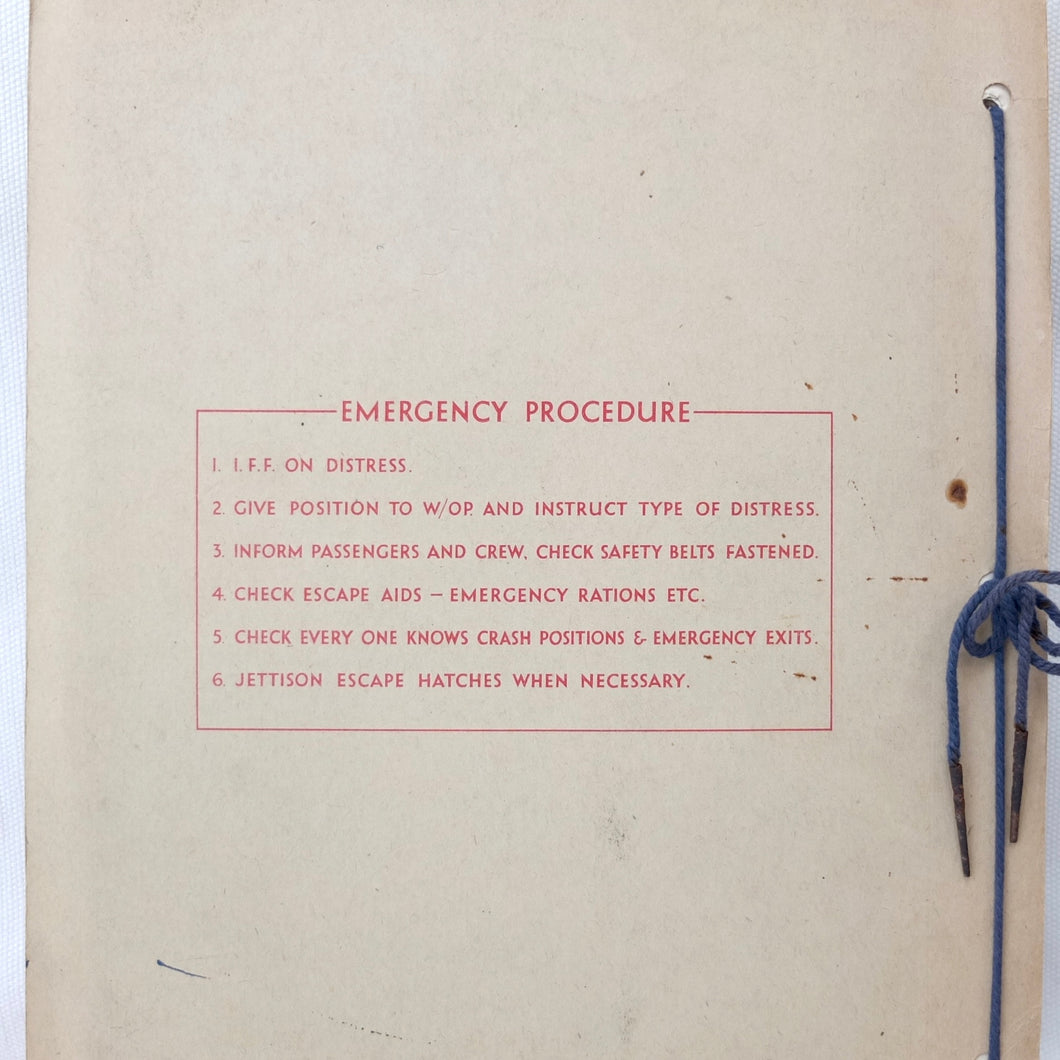 EMERGENCY PROCEDURE
1. I.F.F. ON DISTRESS.
2. GIVE POSITION TO W/OP. AND INSTRUCT TYPE OF DISTRESS.
3. INFORM PASSENGERS AND CREW, CHECK SAFETY BELTS FASTENED.
4. CHECK ESCAPE AIDS – EMERGENCY RATIONS ETC.
5. CHECK EVERY ONE KNOWS CRASH POSITIONS & EMERGENCY EXITS.
6. JETTISON ESCAPE HATCHES WHEN NECESSARY.